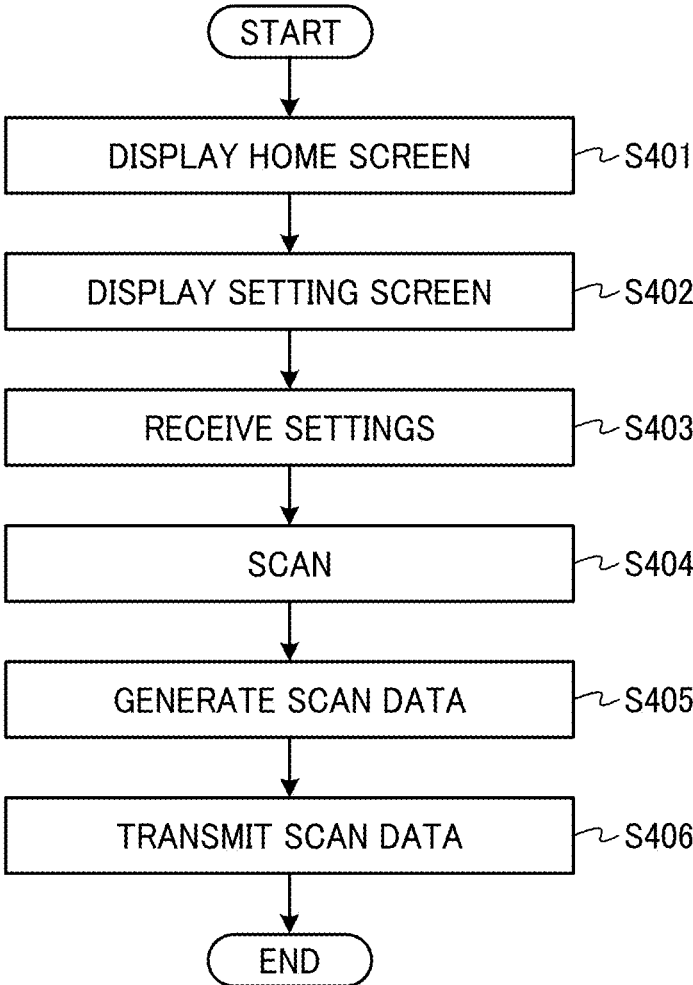 START
DISPLAY HOME SCREEN S401
DISPLAY SETTING SCREEN S402
RECEIVE SETTINGS S403
SCAN S404
GENERATE SCAN DATA S405
TRANSMIT SCAN DATA S406
END